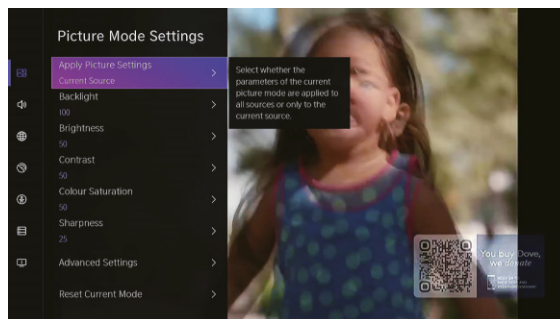 Picture Mode Settings
Apply Picture Settings
Current Source
Select whether the
parameters of the current
picture mode are applied to
all sources or only to the
current source.
Backlight
100
Brightness
50
Contrast
50
Colour Saturation
50
Sharpness
25
Advanced Settings
Reset Current Mode
You buy Dove,
we donate